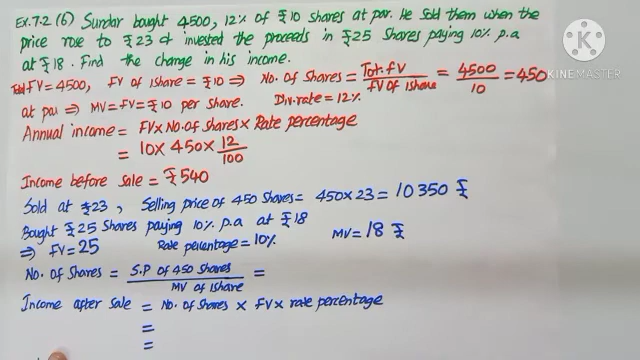 Ex.7.2 (6) Sundar bought 4500, 12% of ₹10 shares at par. He sold them when the
price rose to ₹23 & invested the proceeds in ₹25 shares paying 10% p.a
at ₹18. Find the change in his income.
Total FV=4500, FV of 1share = ₹10 ⇒ No. of Shares = Tot. FV / FV of 1share = 4500 / 10 = 450
at par ⇒ MV=FV=₹10 per share. Div.rate = 12%
Annual income = FV × No. of shares × Rate percentage
= 10 × 450 × 12/100
Income before sale = ₹540
Sold at ₹23, Selling price of 450 Shares = 450×23 = 10350 ₹
Bought ₹25 Shares paying 10% p.a at ₹18
⇒ FV=25 Rate percentage = 10% MV= 18 ₹
No. of Shares = S.P of 450 Shares / MV of 1share =
Income after sale = No. of Shares × FV × rate percentage
=
=
KINEMASTER